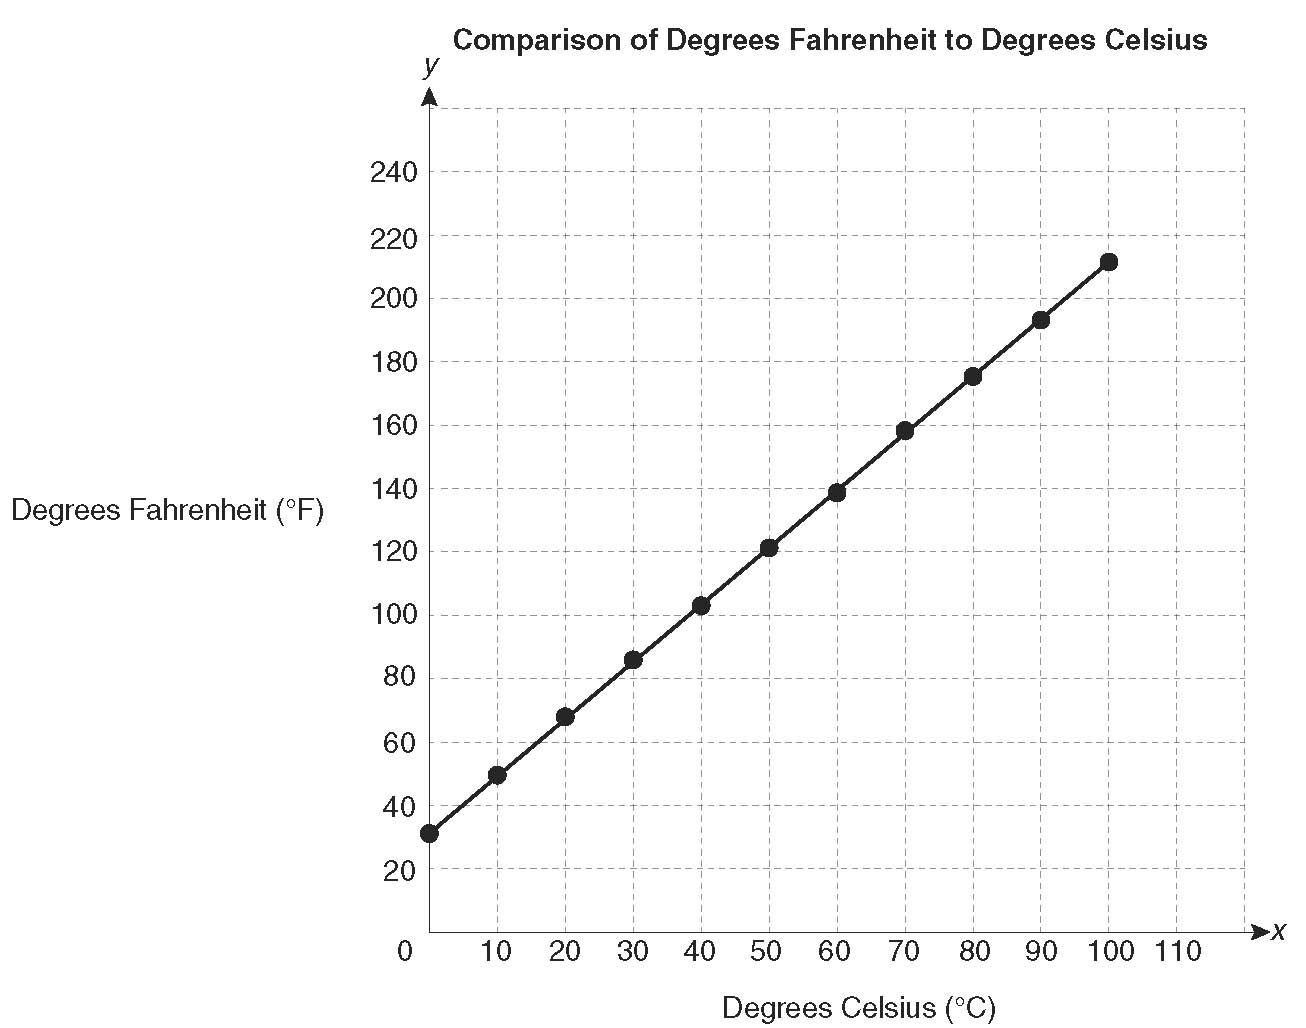 Comparison of Degrees Fahrenheit to Degrees Celsius
y
240
220
200
180
160
140
Degrees Fahrenheit (°F)
120
100
80
60
40
20
0 10 20 30 40 50 60 70 80 90 100 110 x
Degrees Celsius (°C)